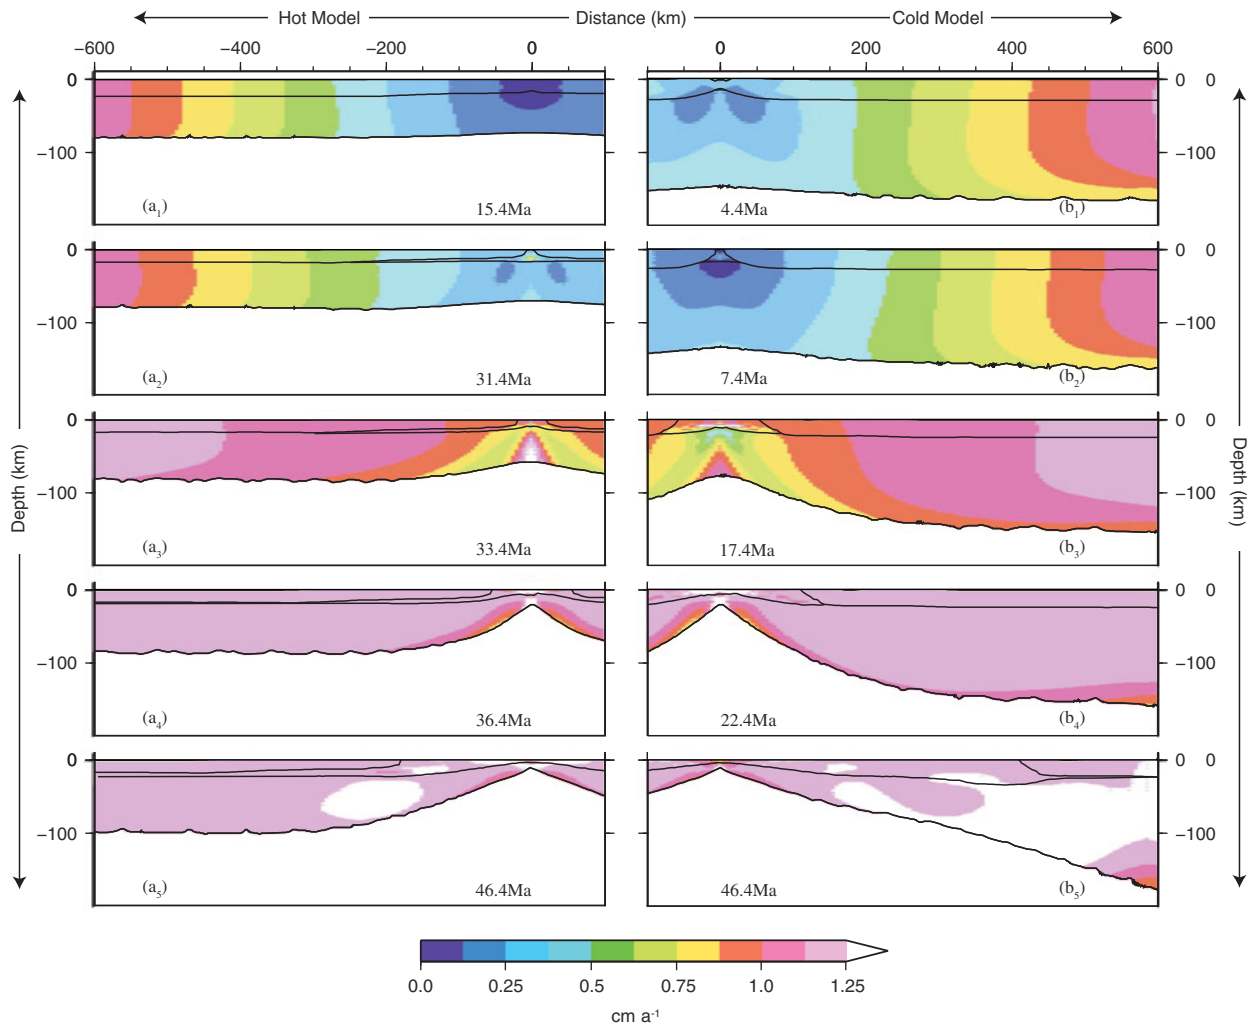 Hot Model Distance (km) Cold Model
−600 −400 −200 0 0 200 400 600
0 0 0
−100 −100
(a1) 15.4Ma 4.4Ma (b1)
0 0 0
−100 −100
(a2) 31.4Ma 7.4Ma (b2)
0 0 0
−100 −100
(a3) 33.4Ma 17.4Ma (b3)
Depth (km) Depth (km)
0 0 0
−100 −100
(a4) 36.4Ma 22.4Ma (b4)
0 0 0
−100 −100
(a5) 46.4Ma 46.4Ma (b5)
0.0 0.25 0.5 0.75 1.0 1.25
cm a-1